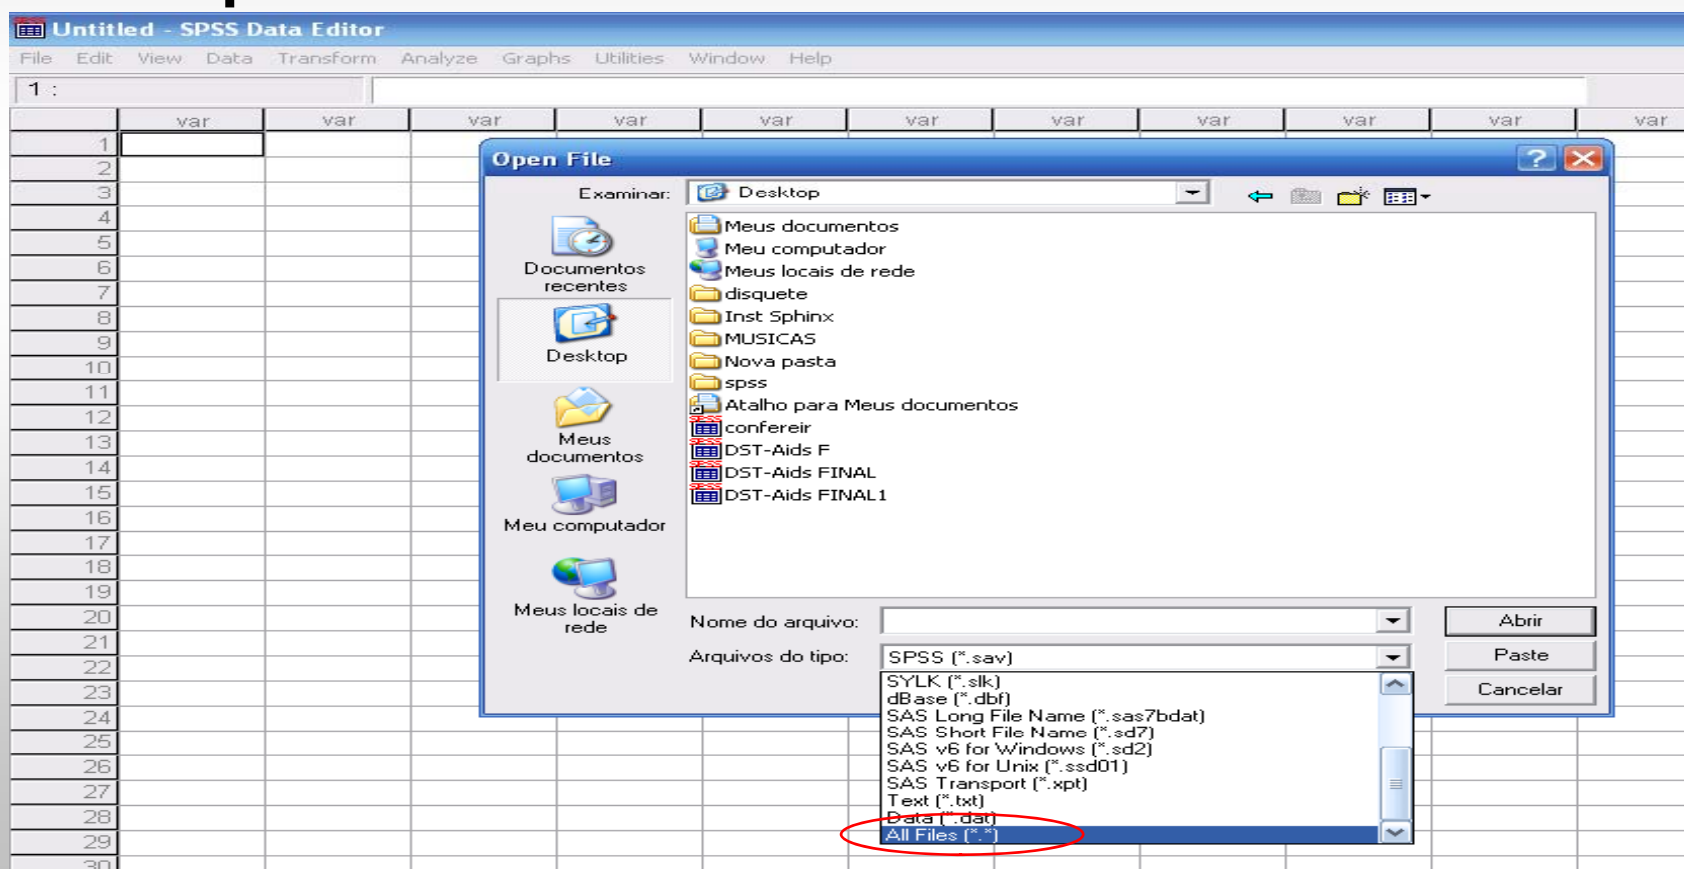 Untitled - SPSS Data Editor
File Edit View Data Transform Analyze Graphs Utilities Window Help
1 :
var var var var var var var var var var var
1
2
3
4
5
6
7
8
9
10
11
12
13
14
15
16
17
18
19
20
21
22
23
24
25
26
27
28
29
30
Open File
Examinar: Desktop
Documentos
recentes
Desktop
Meus
documentos
Meu computador
Meus locais de
rede
Meus documentos
Meu computador
Meus locais de rede
disquete
Inst Sphinx
MUSICAS
Nova pasta
spss
Atalho para Meus documentos
confereir
DST-Aids F
DST-Aids FINAL
DST-Aids FINAL1
Nome do arquivo: Abrir
Arquivos do tipo: SPSS (*.sav) Paste
Cancelar
SYLK (*.slk)
dBase (*.dbf)
SAS Long File Name (*.sas7bdat)
SAS Short File Name (*.sd7)
SAS v6 for Windows (*.sd2)
SAS v6 for Unix (*.ssd01)
SAS Transport (*.xpt)
Text (*.txt)
Data (*.dat)
All Files (*.*)